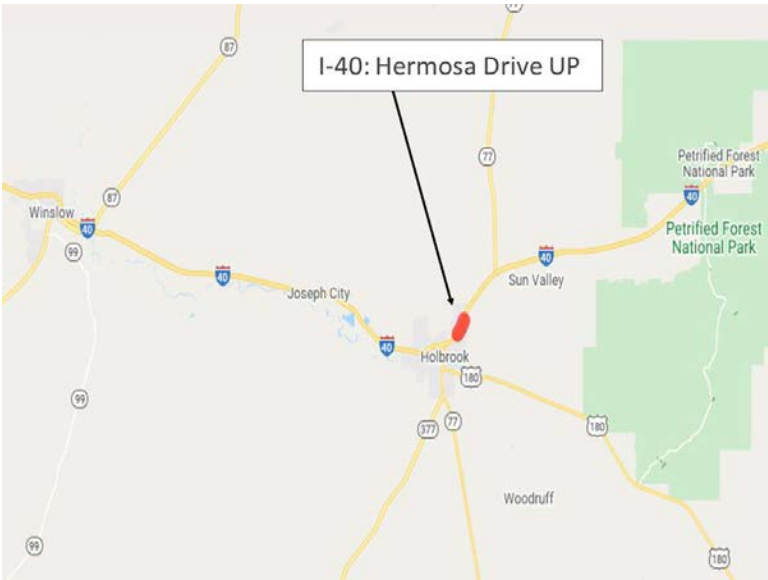 77
87
I-40: Hermosa Drive UP
77
Petrified Forest
National Park
87
40
Winslow
40
99
Petrified Forest
National Park
40
40
Sun Valley
Joseph City
40
Holbrook
180
99
377
77
180
Woodruff
99
180